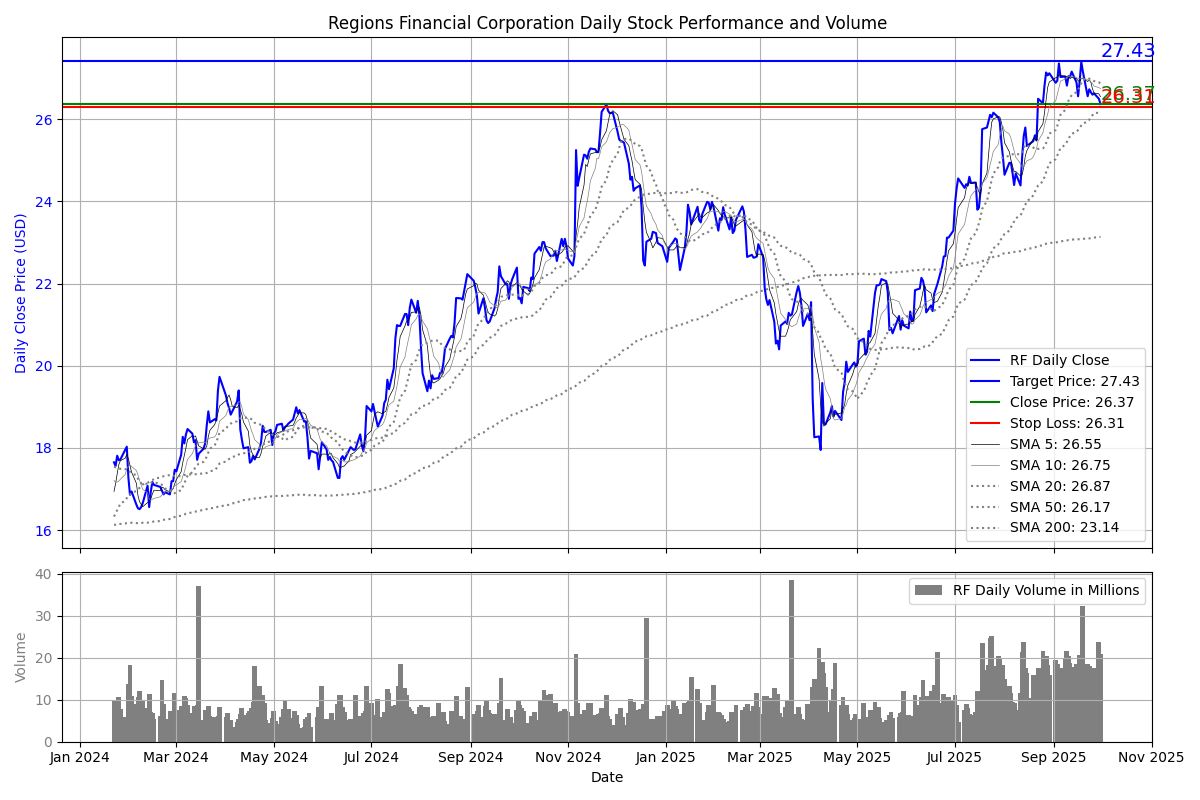 Regions Financial Corporation Daily Stock Performance and Volume
Daily Close Price (USD)
26
24
22
20
18
16
27.43
26.37
26.31
RF Daily Close
Target Price: 27.43
Close Price: 26.37
Stop Loss: 26.31
SMA 5: 26.55
SMA 10: 26.75
SMA 20: 26.87
SMA 50: 26.17
SMA 200: 23.14
Volume
40
30
20
10
0
RF Daily Volume in Millions
Jan 2024 Mar 2024 May 2024 Jul 2024 Sep 2024 Nov 2024 Jan 2025 Mar 2025 May 2025 Jul 2025 Sep 2025 Nov 2025
Date